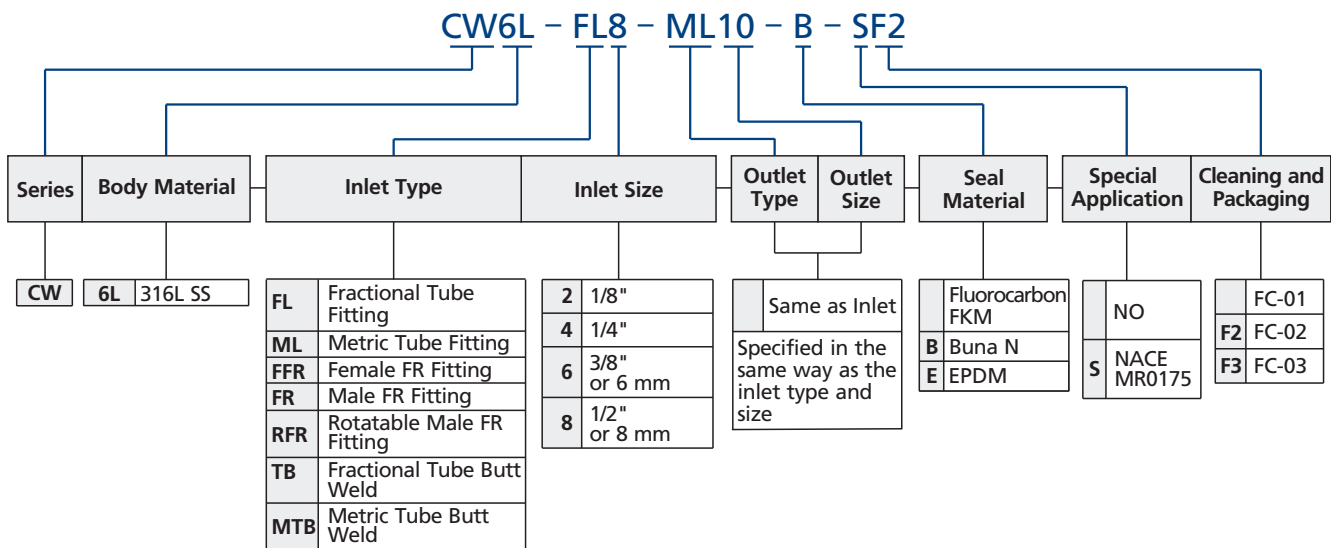 CW6L – FL8 – ML10 – B – SF2
Series
Body Material
Inlet Type
Inlet Size
Outlet
Type
Outlet
Size
Seal
Material
Special
Application
Cleaning and
Packaging
CW
6L 316L SS
FL Fractional Tube
Fitting
ML Metric Tube Fitting
FFR Female FR Fitting
FR Male FR Fitting
RFR Rotatable Male FR
Fitting
TB Fractional Tube Butt
Weld
MTB Metric Tube Butt
Weld
2 1/8"
4 1/4"
6 3/8"
or 6 mm
8 1/2"
or 8 mm
Same as Inlet
Specified in the
same way as the
inlet type and
size
Fluorocarbon
FKM
B Buna N
E EPDM
NO
S NACE
MR0175
FC-01
F2 FC-02
F3 FC-03